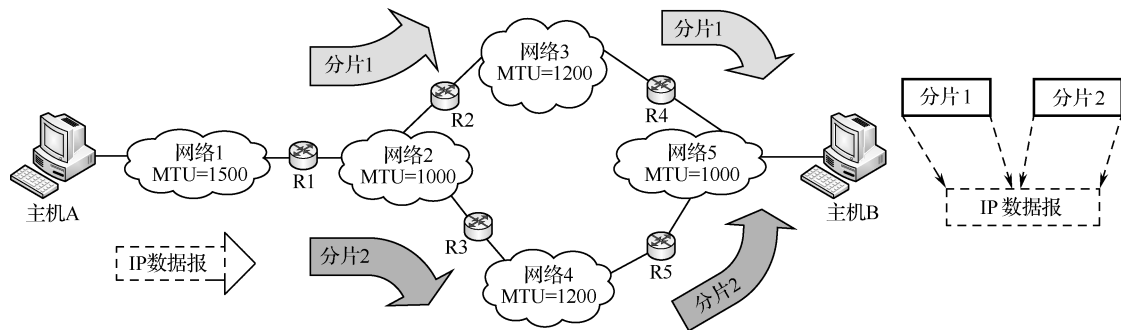 分片1
分片1
网络3
MTU=1200
分片1
分片2
R2
R4
网络1
MTU=1500
网络2
MTU=1000
网络5
MTU=1000
R1
主机A
主机B
IP 数据报
R3
R5
IP数据报
分片2
网络4
MTU=1200
分片2